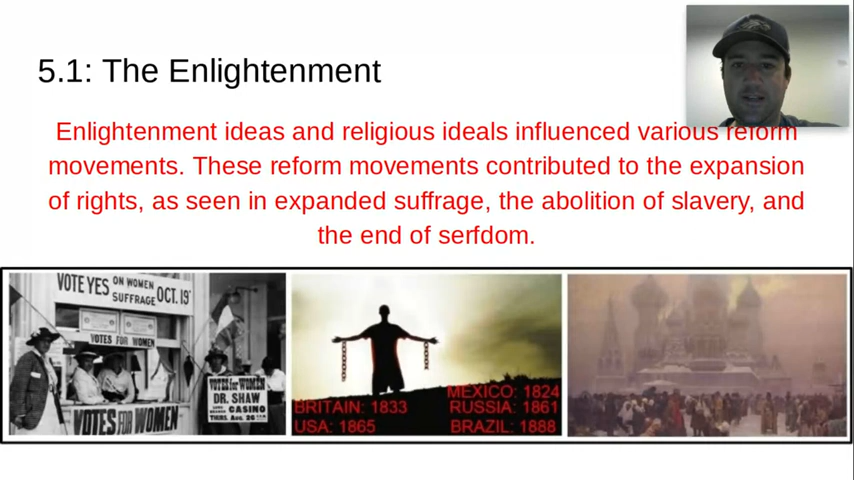 5.1: The Enlightenment
Enlightenment ideas and religious ideals influenced various reform
movements. These reform movements contributed to the expansion
of rights, as seen in expanded suffrage, the abolition of slavery, and
the end of serfdom.
VOTE YES ON WOMEN SUFFRAGE OCT. 19
VOTES FOR WOMEN
VOTES for WOMEN
DR. SHAW
CASINO
THURS. AUG. 26
VOTES FOR WOMEN
MEXICO: 1824
BRITAIN: 1833 RUSSIA: 1861
USA: 1865 BRAZIL: 1888